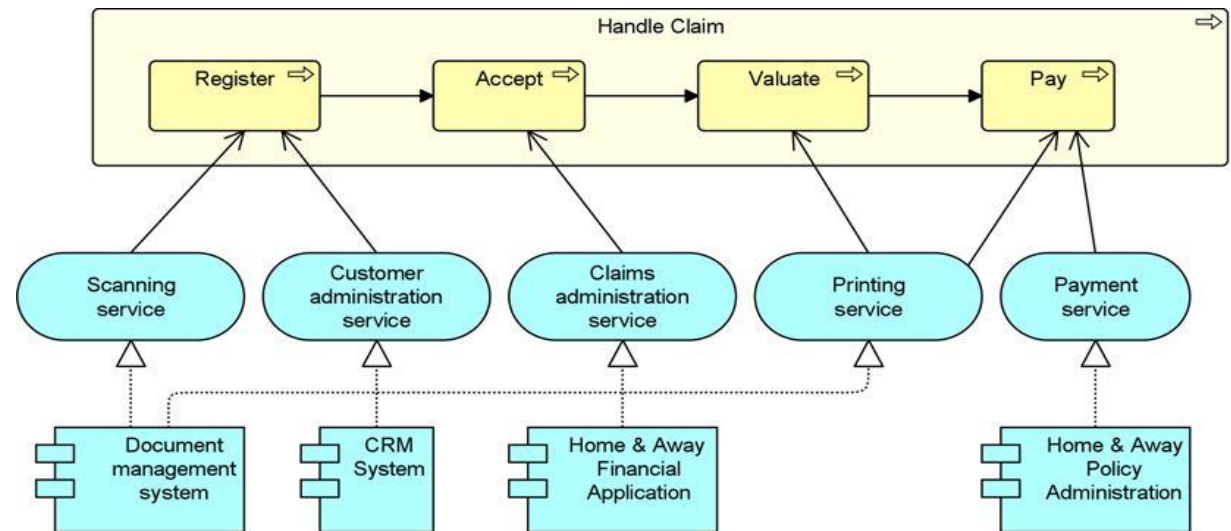 Handle Claim
Register
Accept
Valuate
Pay
Scanning
service
Customer
administration
service
Claims
administration
service
Printing
service
Payment
service
Document
management
system
CRM
System
Home & Away
Financial
Application
Home & Away
Policy
Administration